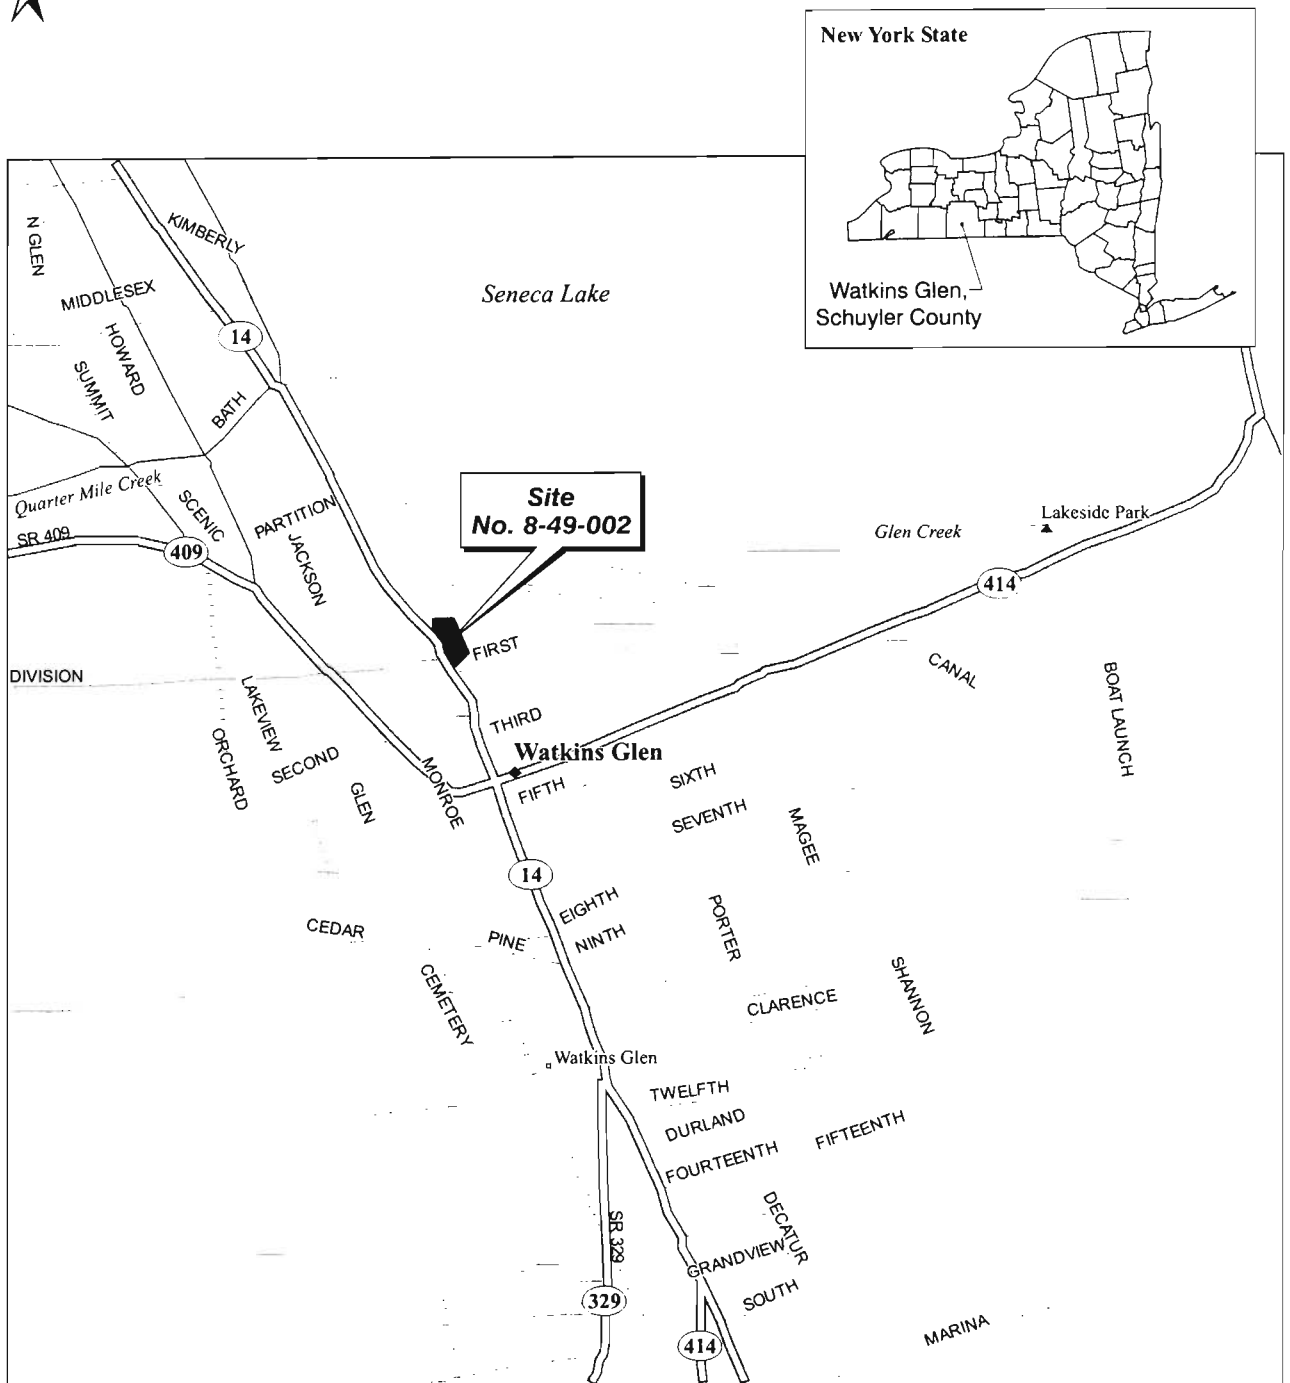 New York State
Watkins Glen,
Schuyler County
N GLEN
KIMBERLY
MIDDLESEX
Seneca Lake
HOWARD
14
SUMMIT
BATH
Quarter Mile Creek
SCENIC
PARTITION
Site
No. 8-49-002
Lakeside Park
Glen Creek
SR 409
409
JACKSON
414
FIRST
CANAL
DIVISION
BOAT LAUNCH
LAKEVIEW
THIRD
ORCHARD
SECOND
Watkins Glen
MONROE
GLEN
FIFTH
SIXTH
SEVENTH
MAGEE
14
EIGHTH
CEDAR
PINE
NINTH
PORTER
CEMETERY
SHANNON
CLARENCE
Watkins Glen
TWELFTH
DURLAND
FIFTEENTH
FOURTEENTH
DECATUR
SR 329
GRANDVIEW
329
SOUTH
414
MARINA